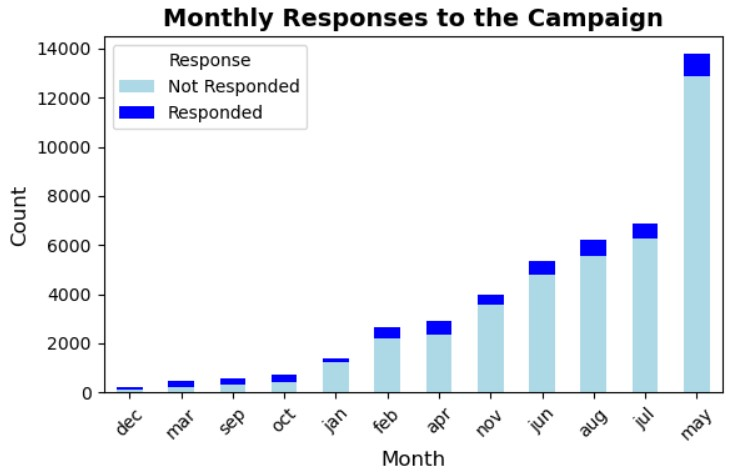 Monthly Responses to the Campaign
Response
Not Responded
Responded
14000
12000
10000
8000
6000
4000
2000
0
Count
dec
mar
sep
oct
jan
feb
apr
nov
jun
aug
jul
may
Month